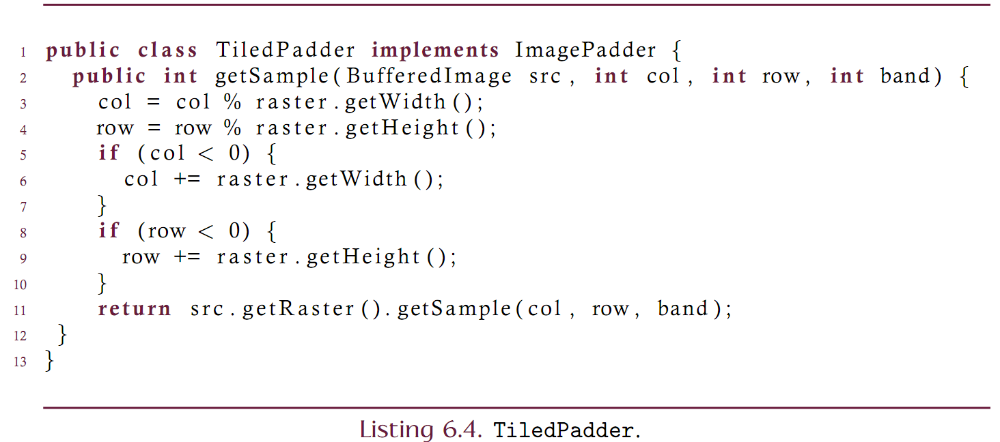 1 public class TiledPadder implements ImagePadder {
2   public int getSample(BufferedImage src, int col, int row, int band) {
3     col = col % raster.getWidth();
4     row = row % raster.getHeight();
5     if (col < 0) {
6       col += raster.getWidth();
7     }
8     if (row < 0) {
9       row += raster.getHeight();
10     }
11     return src.getRaster().getSample(col, row, band);
12  }
13 }
Listing 6.4. TiledPadder.